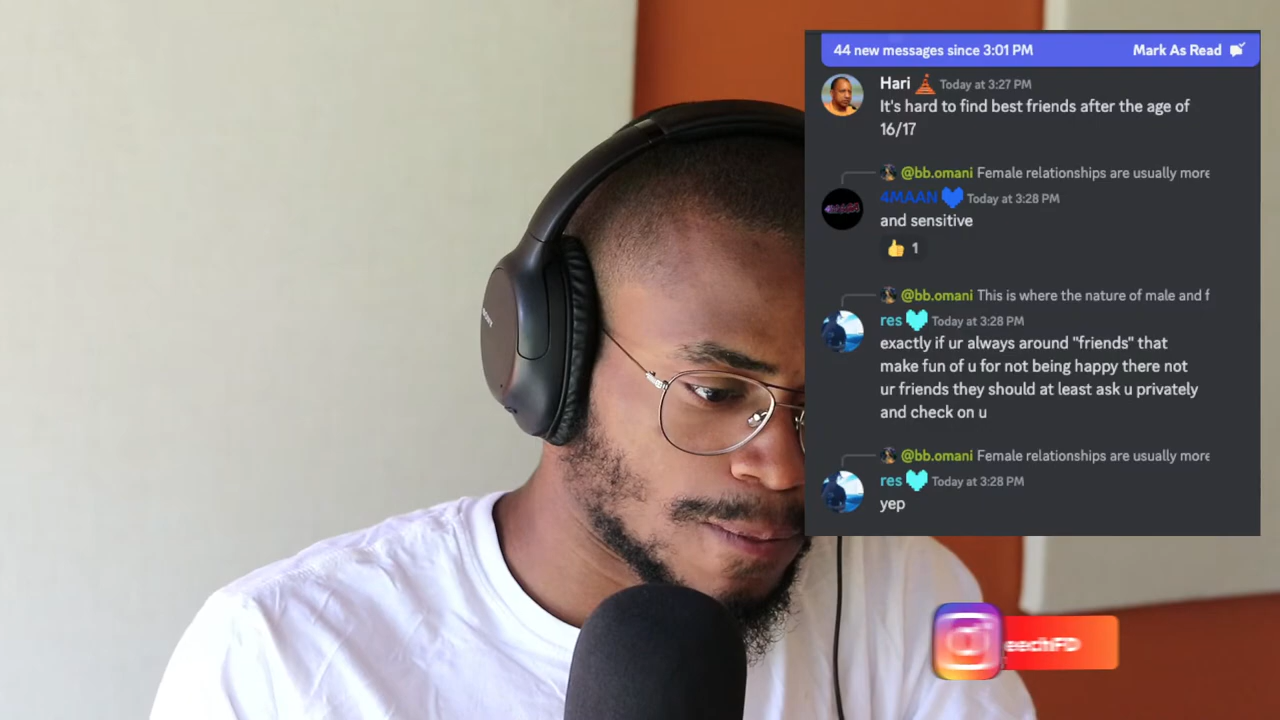 44 new messages since 3:01 PM Mark As Read
Hari Today at 3:27 PM
It's hard to find best friends after the age of
16/17
@bb.omani Female relationships are usually more
4MAAN Today at 3:28 PM
and sensitive
1
@bb.omani This is where the nature of male and f
res Today at 3:28 PM
exactly if ur always around "friends" that
make fun of u for not being happy there not
ur friends they should at least ask u privately
and check on u
@bb.omani Female relationships are usually more
res Today at 3:28 PM
yep
SONY